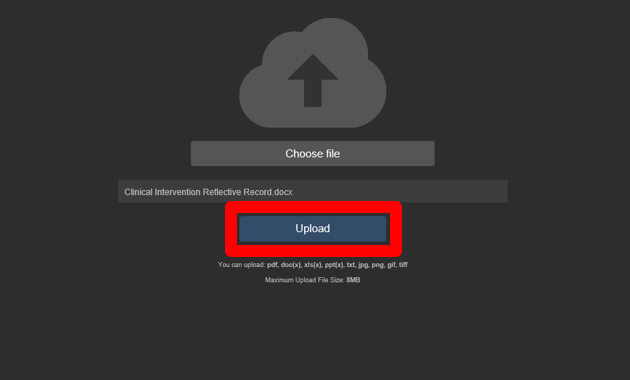 Choose file
Clinical Intervention Reflective Record.docx
Upload
You can upload: pdf, doc(x), xls(x), ppt(x), txt, jpg, png, gif, tiff
Maximum Upload File Size: 8MB